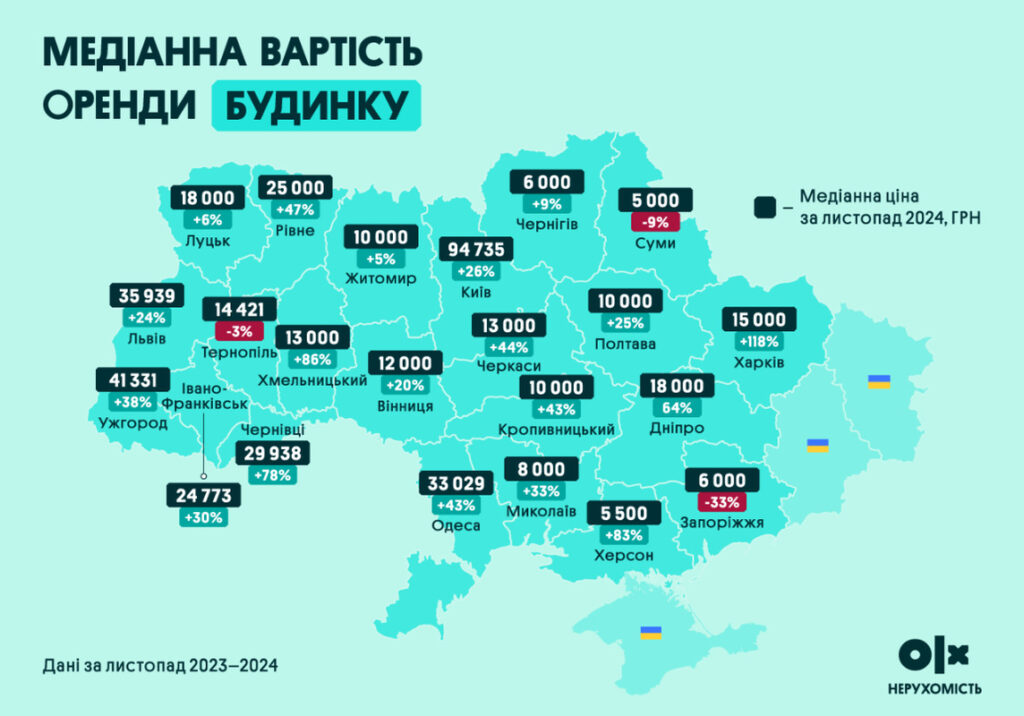 МЕДІАННА ВАРТІСТЬ
ОРЕНДИ БУДИНКУ
Медіанна ціна
за листопад 2024, ГРН
18 000
+6%
Луцьк
25 000
+47%
Рівне
10 000
+5%
Житомир
94 735
+26%
Київ
6 000
+9%
Чернігів
5 000
-9%
Суми
35 939
+24%
Львів
14 421
-3%
Тернопіль
13 000
+86%
Хмельницький
12 000
+20%
Вінниця
13 000
+44%
Черкаси
10 000
+25%
Полтава
15 000
+118%
Харків
41 331
+38%
Ужгород
Івано-
Франківськ
24 773
+30%
Чернівці
29 938
+78%
10 000
+43%
Кропивницький
18 000
64%
Дніпро
33 029
+43%
Одеса
8 000
+33%
Миколаїв
5 500
+83%
Херсон
6 000
-33%
Запоріжжя
Дані за листопад 2023–2024
olx
НЕРУХОМІСТЬ